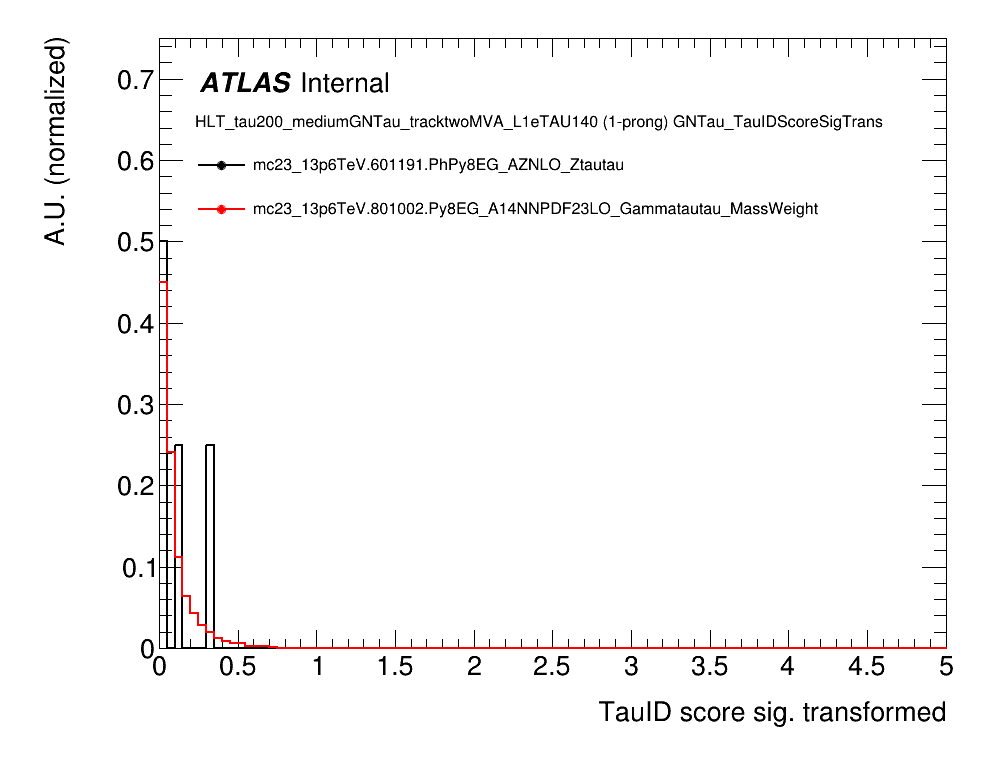 A.U. (normalized)
0.7
0.6
0.5
0.4
0.3
0.2
0.1
0
ATLAS Internal
HLT_tau200_mediumGNTau_tracktwoMVA_L1eTAU140 (1-prong) GNTau_TauIDScoreSigTrans
mc23_13p6TeV.601191.PhPy8EG_AZNLO_Ztautau
mc23_13p6TeV.801002.Py8EG_A14NNPDF23LO_Gammatautau_MassWeight
0 0.5 1 1.5 2 2.5 3 3.5 4 4.5 5
TauID score sig. transformed